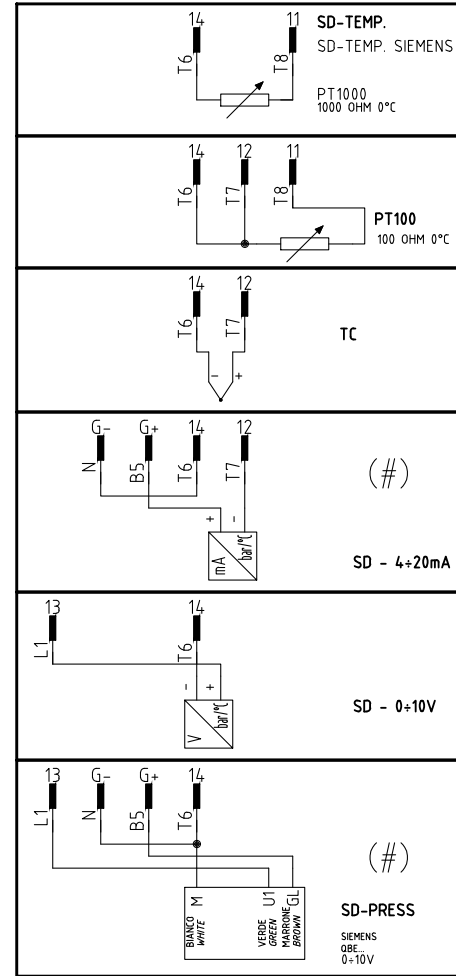 14 11 SD-TEMP.
T6 T8 SD-TEMP. SIEMENS
PT1000
1000 OHM 0°C
14 12 11
T6 T7 T8
PT100
100 OHM 0°C
14 12
T6 T7
TC
- +
G- G+ 14 12
N B5 T6 T7
(#)
+ -
mA bar/°C
SD - 4÷20mA
13 14
L1 T6
- +
V bar/°C
SD - 0÷10V
13 G- G+ 14
L1 N B5 T6
(#)
M U1 GL
BIANCO VERDE MARRONE
WHITE GREEN BROWN
SD-PRESS
SIEMENS
QBE...
0÷10V